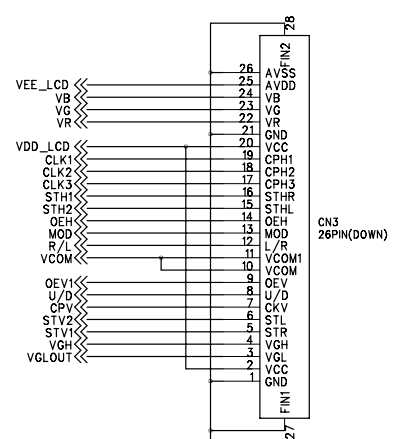 28
FIN2
26 AVSS
VEE_LCD 25 AVDD
VB 24 VB
VG 23 VG
VR 22 VR
21 GND
VDD_LCD 20 VCC
CLK1 19 CPH1
CLK2 18 CPH2
CLK3 17 CPH3
STH1 16 STHR
STH2 15 STHL
OEH 14 OEH
MOD 13 MOD
R/L 12 L/R
VCOM 11 VCOM1
10 VCOM
OEV1 9 OEV
U/D 8 U/D
CPV 7 CKV
STV2 6 STL
STV1 5 STR
VGH 4 VGH
VGLOUT 3 VGL
2 VCC
1 GND
CN3
26PIN(DOWN)
FIN1
27